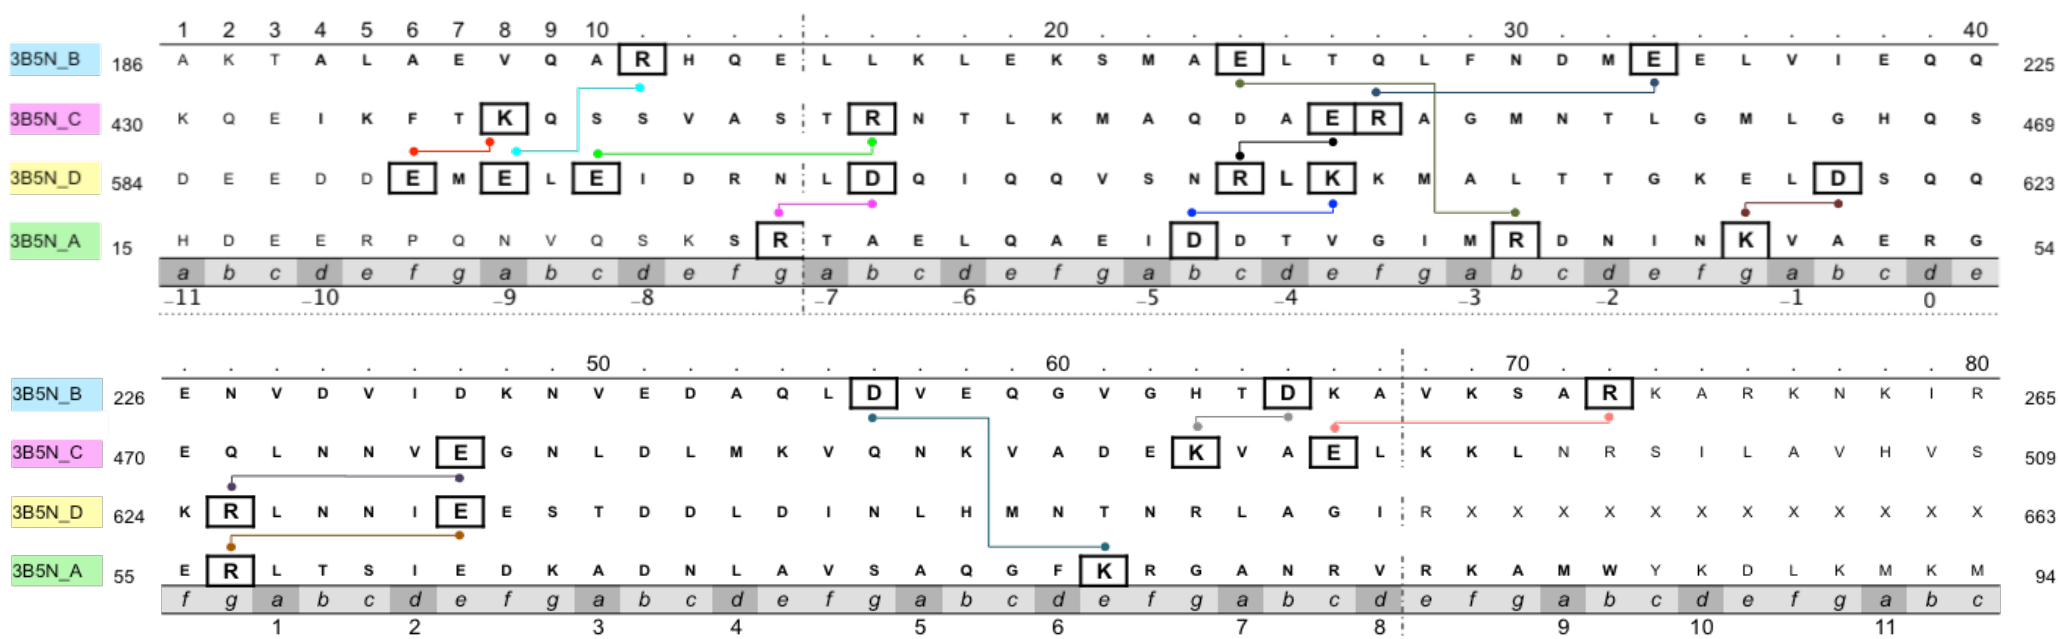 1 2 3 4 5 6 7 8 9 10 . . . . . . . . . 20 . . . . . . . . . 30 . . . . . . . . . 40
3B5N_B 186 A K T A L A E V Q A R H Q E L L K L E K S M A E L T Q L F N D M E E L V I E Q Q 225
3B5N_C 430 K Q E I K F T K Q S S V A S T R N T L K M A Q D A E R A G M N T L G M L G H Q S 469
3B5N_D 584 D E E D D E M E L E I D R N L D Q I Q Q V S N R L K K M A L T T G K E L D S Q Q 623
3B5N_A 15 H D E E R P Q N V Q S K S R T A E L Q A E I D D T V G I M R D N I N K V A E R G 54
a b c d e f g a b c d e f g a b c d e f g a b c d e f g a b c d e f g a b c d e
−11 −10 −9 −8 −7 −6 −5 −4 −3 −2 −1 0
. . . . . . . . . 50 . . . . . . . . . 60 . . . . . . . . . 70 . . . . . . . . . 80
3B5N_B 226 E N V D V I D K N V E D A Q L D V E Q G V G H T D K A V K S A R K A R K N K I R 265
3B5N_C 470 E Q L N N V E G N L D L M K V Q N K V A D E K V A E L K K L N R S I L A V H V S 509
3B5N_D 624 K R L N N I E E S T D D L D I N L H M N T N R L A G I R X X X X X X X X X X X X 663
3B5N_A 55 E R L T S I E D K A D N L A V S A Q G F K R G A N R V R K A M W Y K D L K M K M 94
f g a b c d e f g a b c d e f g a b c d e f g a b c d e f g a b c d e f g a b c
1 2 3 4 5 6 7 8 9 10 11